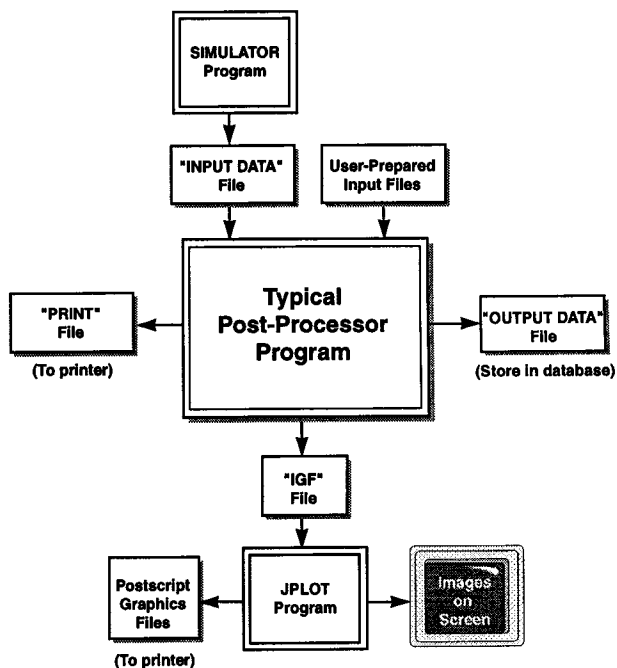 SIMULATOR
Program
"INPUT DATA"
File
User-Prepared
Input Files
Typical
Post-Processor
Program
"PRINT"
File
(To printer)
"OUTPUT DATA"
File
(Store in database)
"IGF"
File
Postscript
Graphics
Files
(To printer)
JPLOT
Program
Images
on
Screen